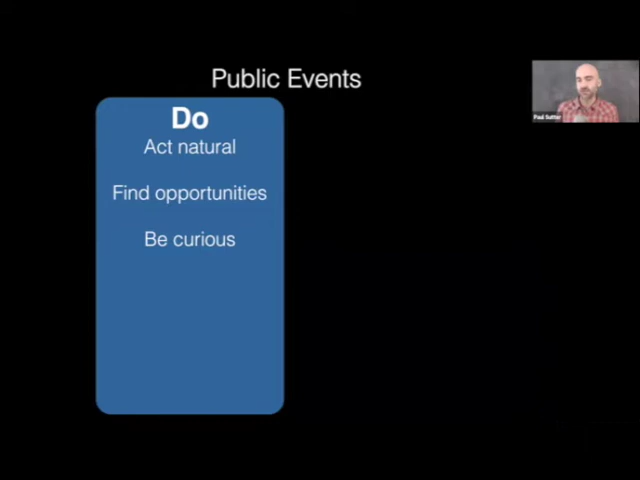 Public Events
Do
Act natural
Find opportunities
Be curious
Paul Sutter